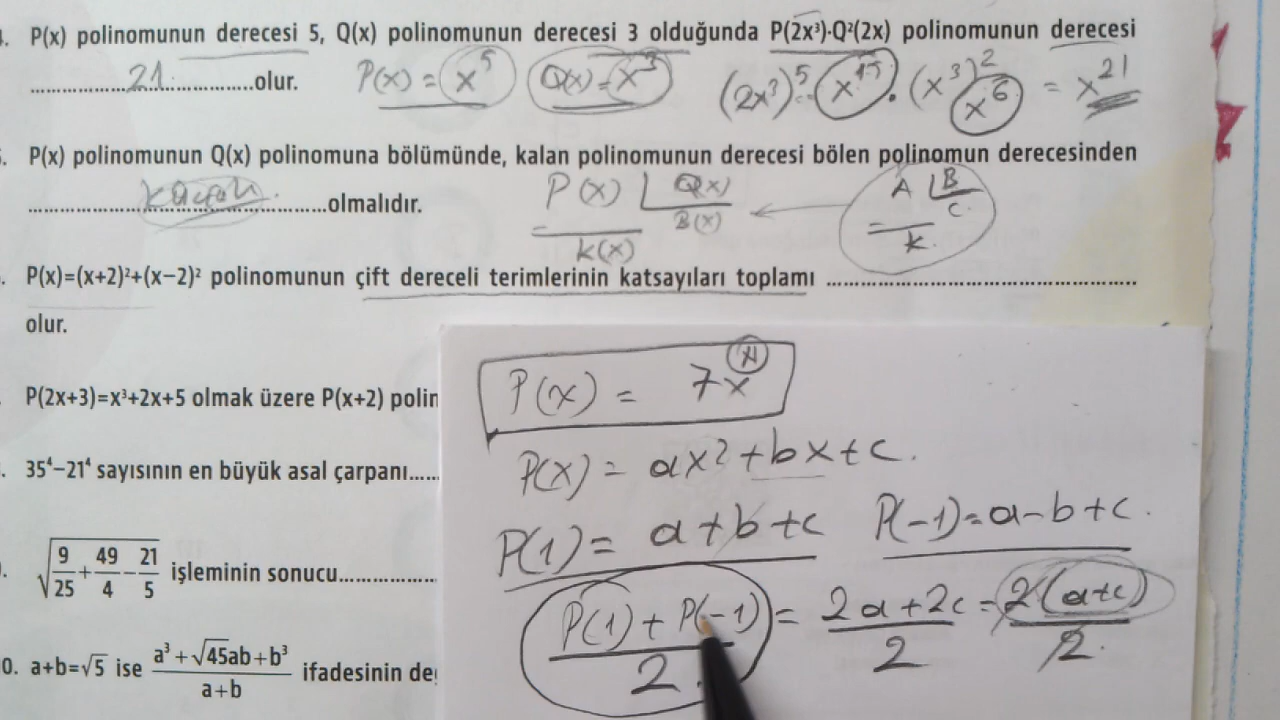 4. P(x) polinomunun derecesi 5, Q(x) polinomunun derecesi 3 olduğunda P(2x³)·Q²(2x) polinomunun derecesi
..................21..................olur. P(x) = x⁵ Q(x) = x³ (2x³)⁵ = x¹⁵ . (x³)² x⁶ = x²¹
P(x) polinomunun Q(x) polinomuna bölümünde, kalan polinomunun derecesi bölen polinomun derecesinden
..................küçük..................olmalıdır. P(x) Q(x) B(x) k(x) A B C k
P(x)=(x+2)²+(x−2)² polinomunun çift dereceli terimlerinin katsayıları toplamı ..................
olur.
P(2x+3)=x³+2x+5 olmak üzere P(x+2) polin
35⁴−21⁴ sayısının en büyük asal çarpanı......
√(9/25+49/4−21/5) işleminin sonucu..................
0. a+b=√5 ise (a³+√45ab+b³)/(a+b) ifadesinin de
P(x) = 7x
P(x) = ax²+bx+c.
P(1) = a+b+c P(-1)=a-b+c.
(P(1)+P(-1))/2 = (2a+2c)/2 = 2(a+c)/2.